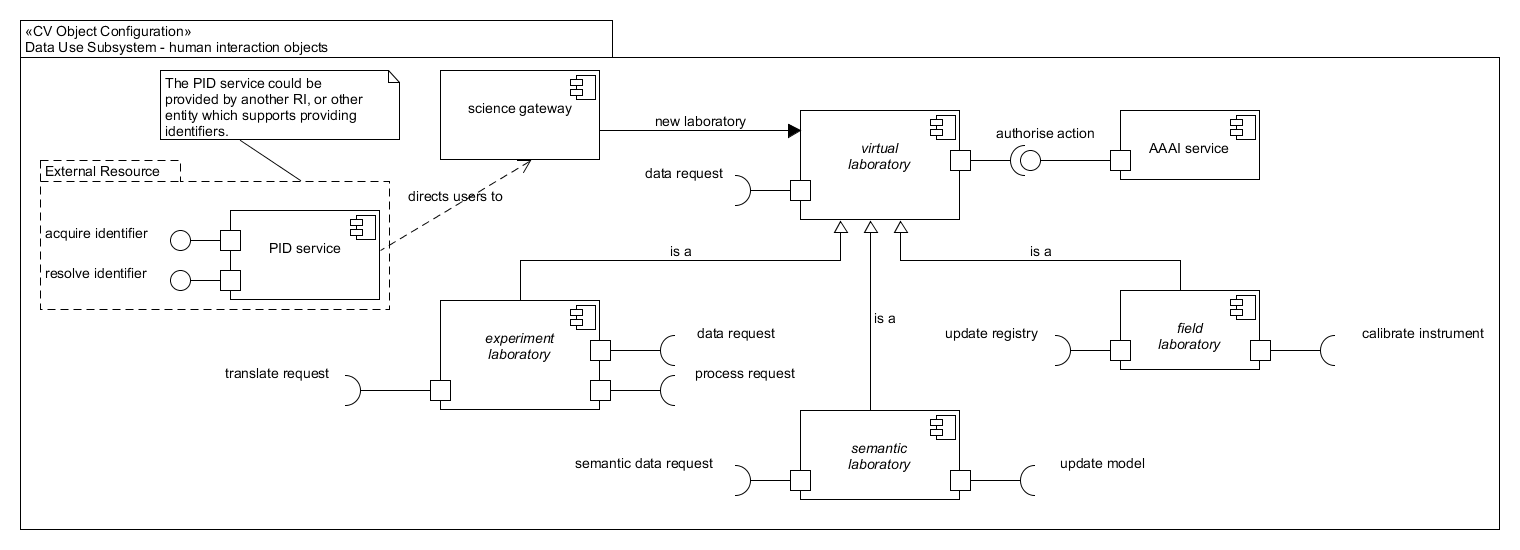 «CV Object Configuration»
Data Use Subsystem - human interaction objects
The PID service could be
provided by another RI, or other
entity which supports providing
identifiers.
science gateway
new laboratory
virtual
laboratory
authorise action
AAAI service
data request
External Resource
directs users to
acquire identifier
PID service
resolve identifier
is a
is a
is a
experiment
laboratory
data request
process request
translate request
update registry
field
laboratory
calibrate instrument
semantic data request
semantic
laboratory
update model